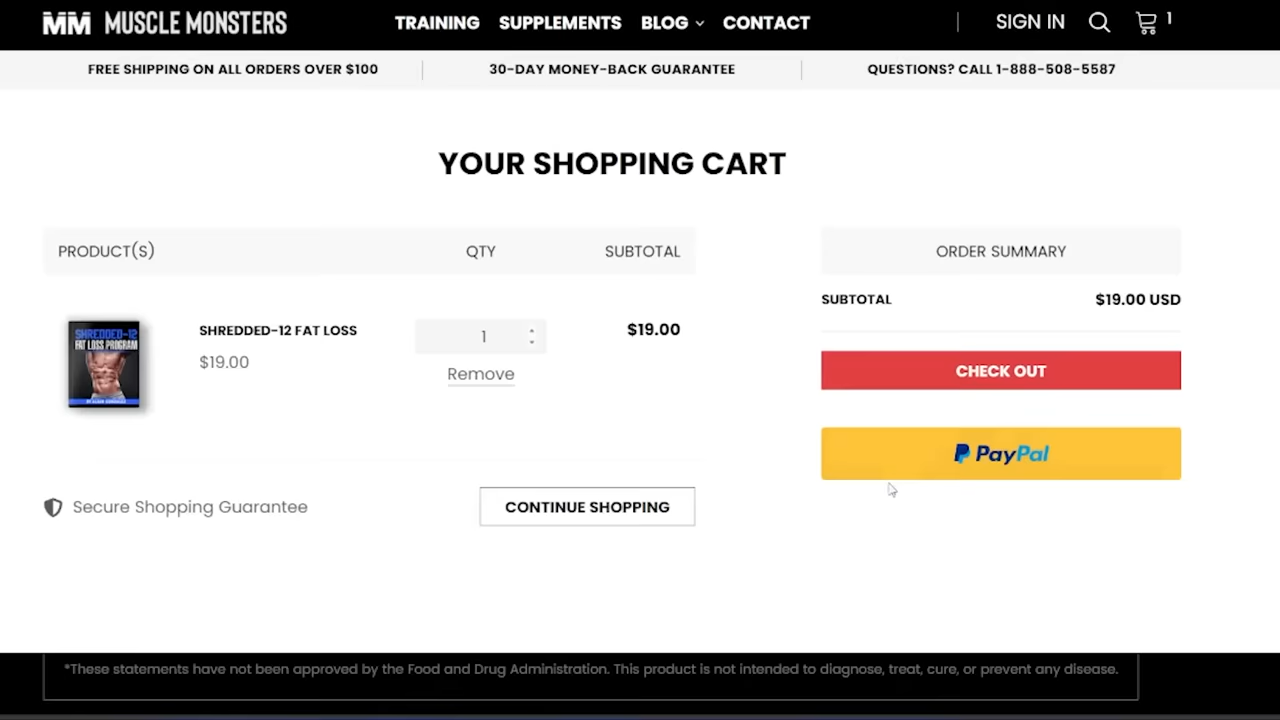 MM MUSCLE MONSTERS
TRAINING SUPPLEMENTS BLOG CONTACT
SIGN IN 1
FREE SHIPPING ON ALL ORDERS OVER $100
30-DAY MONEY-BACK GUARANTEE
QUESTIONS? CALL 1-888-508-5587
YOUR SHOPPING CART
PRODUCT(S) QTY SUBTOTAL
SHREDDED-12
FAT LOSS PROGRAM
SHREDDED-12 FAT LOSS
$19.00
1
Remove
$19.00
Secure Shopping Guarantee
CONTINUE SHOPPING
ORDER SUMMARY
SUBTOTAL $19.00 USD
CHECK OUT
PayPal
*These statements have not been approved by the Food and Drug Administration. This product is not intended to diagnose, treat, cure, or prevent any disease.